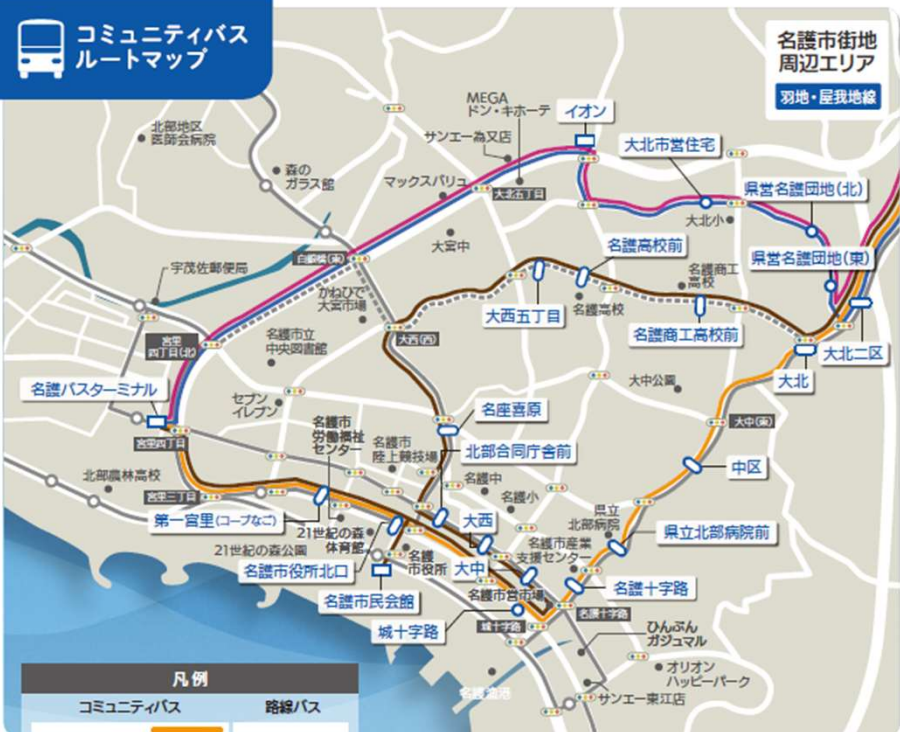 コミュニティバス
ルートマップ
名護市街地
周辺エリア
羽地・屋我地線
MEGA
ドン・キホーテ
イオン
サンエー為又店
大北市営住宅
北部地区
医師会病院
森の
ガラス館
マックスバリュ
大北五丁目
県営名護団地(北)
大北小
大宮中
名護高校前
県営名護団地(東)
白銀橋(東)
宇茂佐郵便局
かねひで
大宮市場
名護商工
高校
名護高校
大西五丁目
名護商工高校前
宮里
四丁目(北)
名護市立
中央図書館
大西(西)
大北二区
大北
大中公園
名護バスターミナル
セブン
イレブン
名座喜原
大中(東)
宮里四丁目
名護市
労働福祉
センター
名護市
陸上競技場
北部合同庁舎前
中区
北部農林高校
名護中
宮里三丁目
名護小
第一宮里(コープなご)
大西
県立
北部病院
県立北部病院前
21世紀の森
体育館
21世紀の森公園
名護
市役所
名護市産業
支援センター
名護市役所北口
大中
名護十字路
名護市民会館
名護市営市場
名護十字路
城十字路
城十字路
ひんぷん
ガジュマル
オリオン
ハッピーパーク
名護漁港
サンエー東江店
凡例
コミュニティバス
路線バス